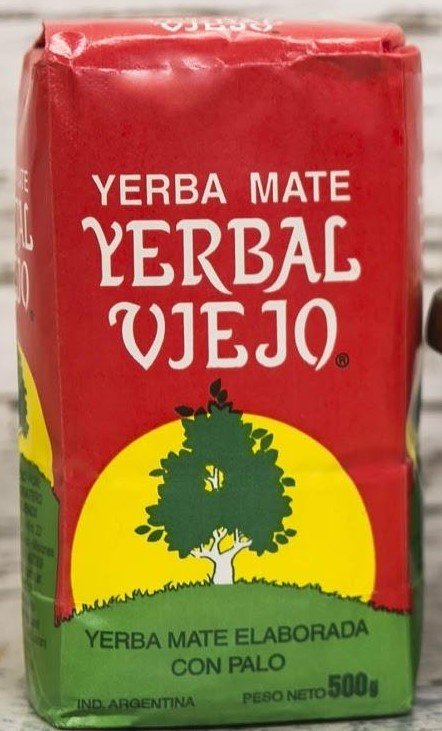 YERBA MATE
YERBAL
VIEJO®
YERBA MATE ELABORADA
CON PALO
IND. ARGENTINA
PESO NETO 500g